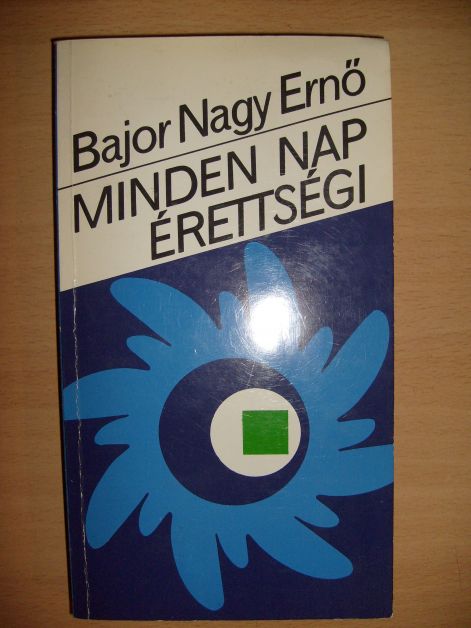 Bajor Nagy Ernő
MINDEN NAP
ÉRETTSÉGI